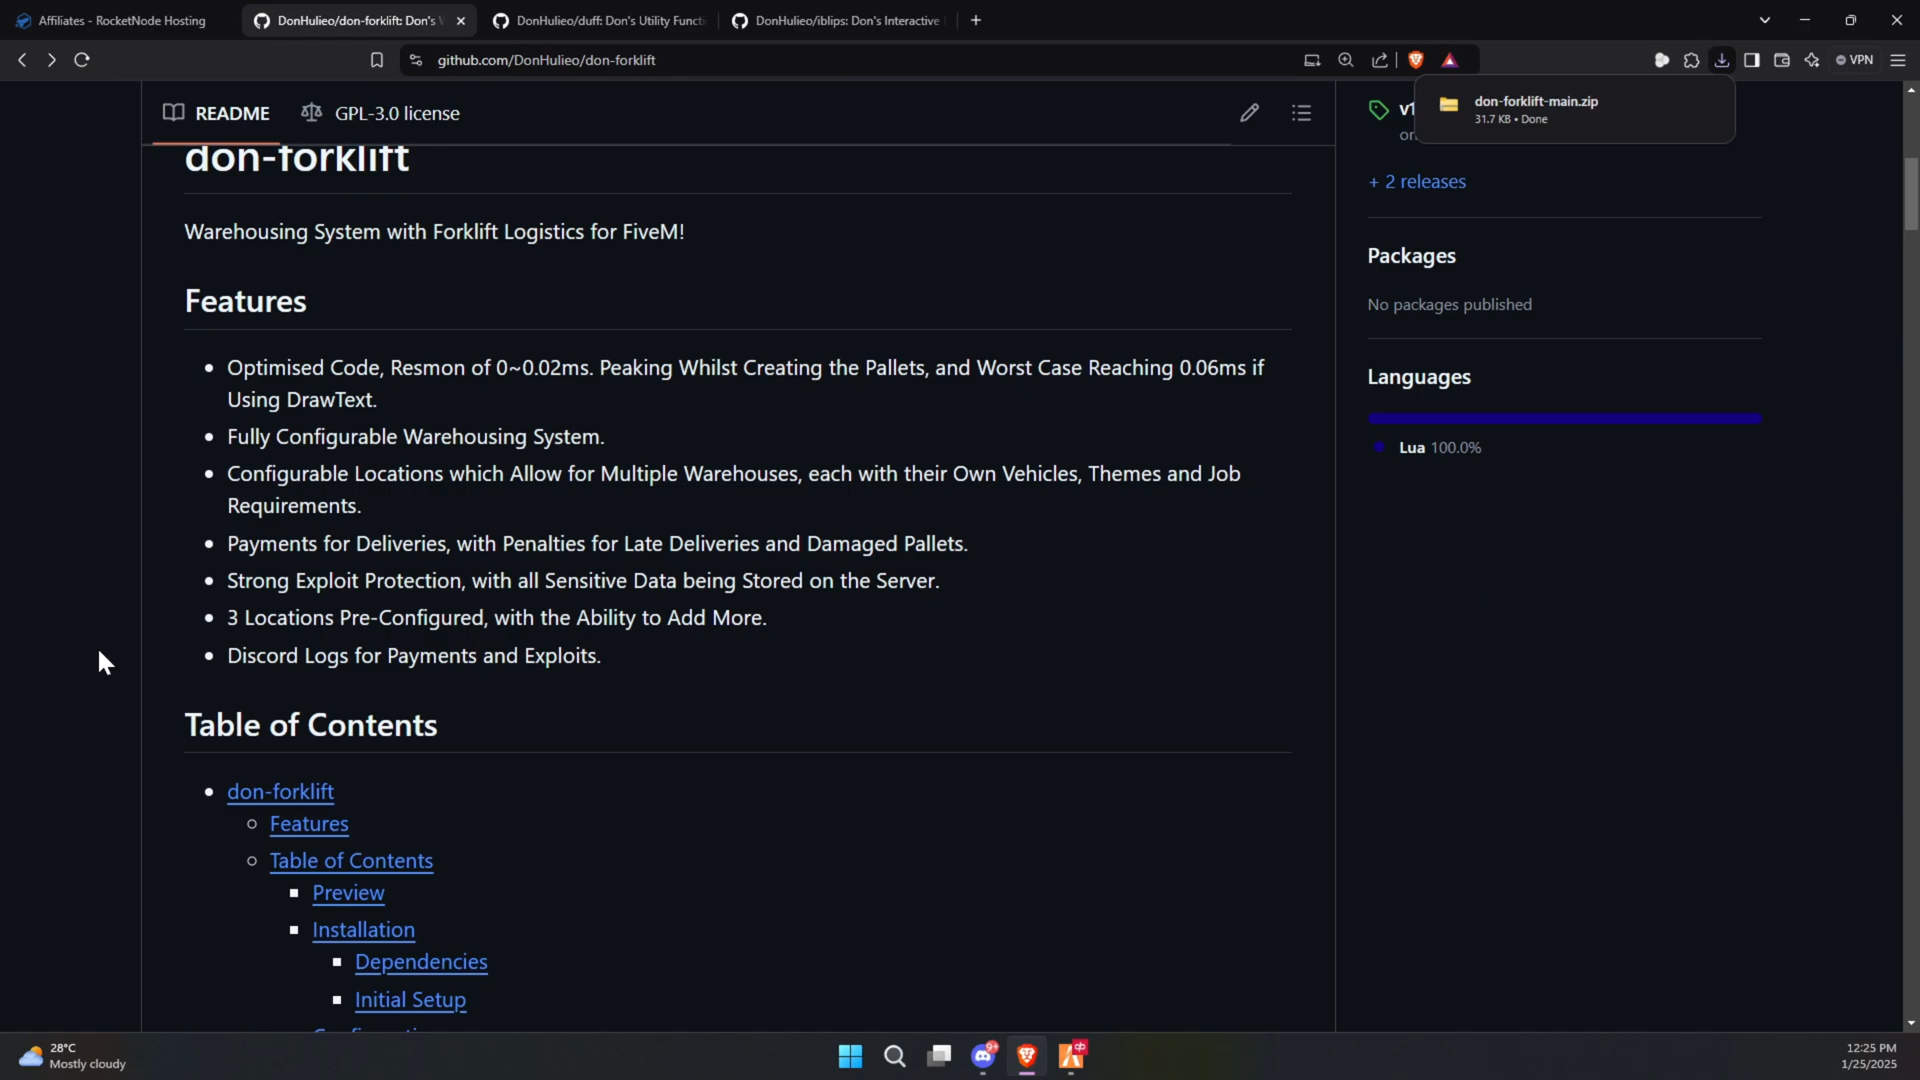 Affiliates - RocketNode Hosting
DonHulieo/don-forklift: Don's
DonHulieo/duff: Don's Utility Functi
DonHulieo/iblips: Don's Interactive
github.com/DonHulieo/don-forklift
VPN
don-forklift-main.zip
31.7 KB • Done
README
GPL-3.0 license
don-forklift
Warehousing System with Forklift Logistics for FiveM!
Features
Optimised Code, Resmon of 0~0.02ms. Peaking Whilst Creating the Pallets, and Worst Case Reaching 0.06ms if
Using DrawText.
Fully Configurable Warehousing System.
Configurable Locations which Allow for Multiple Warehouses, each with their Own Vehicles, Themes and Job
Requirements.
Payments for Deliveries, with Penalties for Late Deliveries and Damaged Pallets.
Strong Exploit Protection, with all Sensitive Data being Stored on the Server.
3 Locations Pre-Configured, with the Ability to Add More.
Discord Logs for Payments and Exploits.
Table of Contents
don-forklift
Features
Table of Contents
Preview
Installation
Dependencies
Initial Setup
v1
+ 2 releases
Packages
No packages published
Languages
Lua 100.0%
28°C
Mostly cloudy
9+
中
12:25 PM
1/25/2025